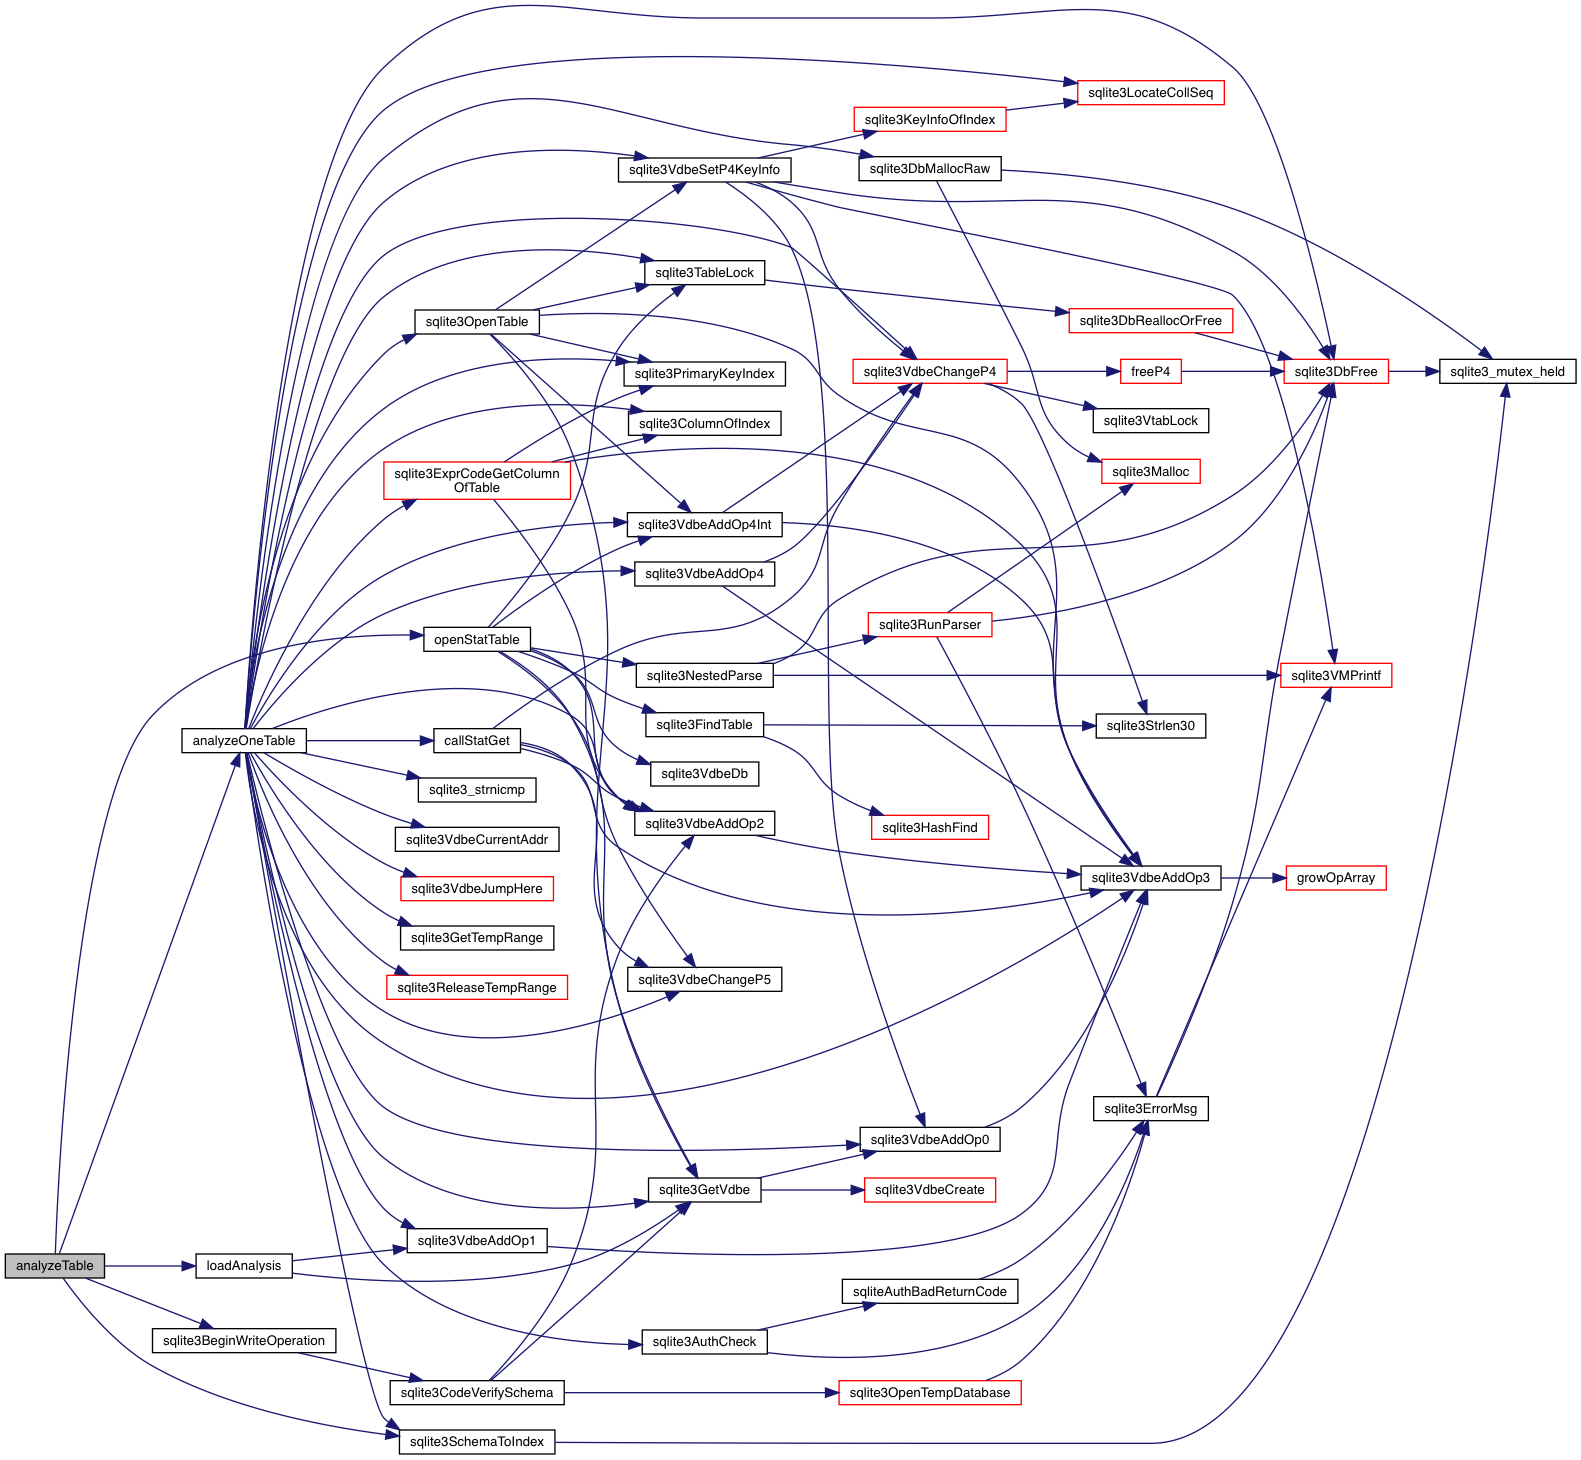 sqlite3LocateCollSeq
sqlite3KeyInfoOfIndex
sqlite3VdbeSetP4KeyInfo
sqlite3DbMallocRaw
sqlite3TableLock
sqlite3OpenTable
sqlite3DbReallocOrFree
sqlite3PrimaryKeyIndex
sqlite3VdbeChangeP4
freeP4
sqlite3DbFree
sqlite3_mutex_held
sqlite3ColumnOfIndex
sqlite3VtabLock
sqlite3ExprCodeGetColumn
OfTable
sqlite3Malloc
sqlite3VdbeAddOp4Int
sqlite3VdbeAddOp4
sqlite3RunParser
openStatTable
sqlite3NestedParse
sqlite3VMPrintf
sqlite3FindTable
sqlite3Strlen30
analyzeOneTable
callStatGet
sqlite3VdbeDb
sqlite3_strnicmp
sqlite3VdbeAddOp2
sqlite3HashFind
sqlite3VdbeCurrentAddr
sqlite3VdbeAddOp3
growOpArray
sqlite3VdbeJumpHere
sqlite3GetTempRange
sqlite3VdbeChangeP5
sqlite3ReleaseTempRange
sqlite3ErrorMsg
sqlite3VdbeAddOp0
sqlite3GetVdbe
sqlite3VdbeCreate
sqlite3VdbeAddOp1
analyzeTable
loadAnalysis
sqliteAuthBadReturnCode
sqlite3BeginWriteOperation
sqlite3AuthCheck
sqlite3CodeVerifySchema
sqlite3OpenTempDatabase
sqlite3SchemaToIndex